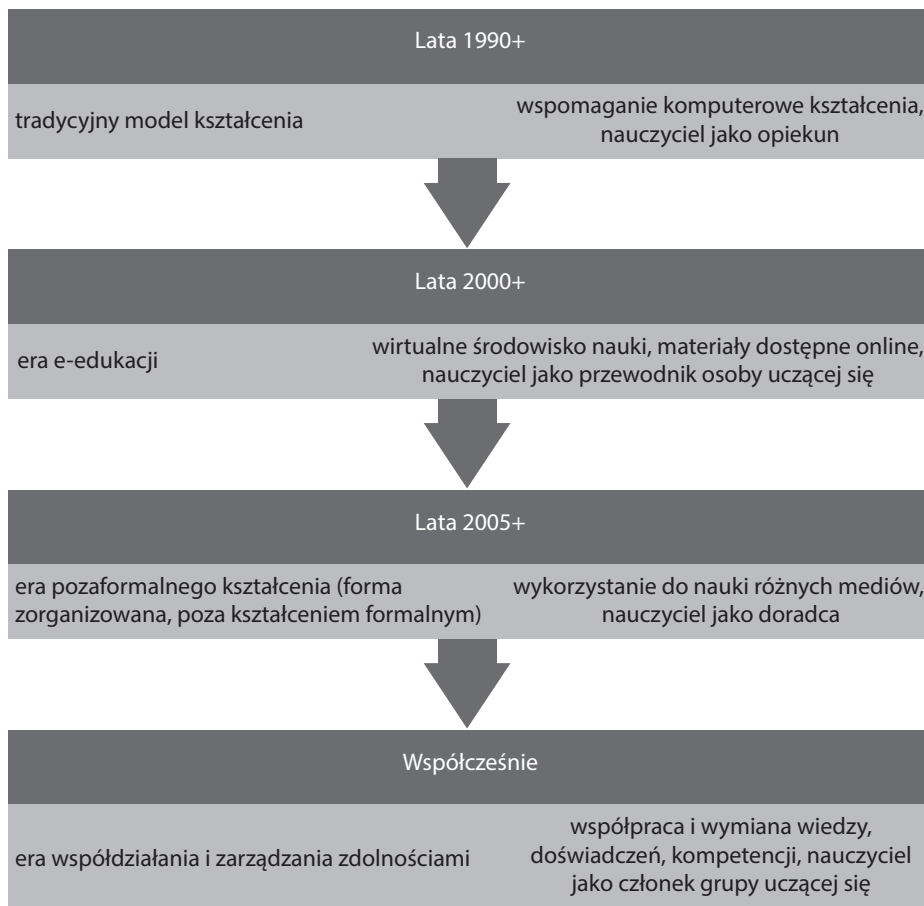 Lata 1990+
tradycyjny model kształcenia
wspomaganie komputerowe kształcenia,
nauczyciel jako opiekun
Lata 2000+
era e-edukacji
wirtualne środowisko nauki, materiały dostępne online,
nauczyciel jako przewodnik osoby uczącej się
Lata 2005+
era pozaformalnego kształcenia (forma
zorganizowana, poza kształceniem formalnym)
wykorzystanie do nauki różnych mediów,
nauczyciel jako doradca
Współcześnie
era współdziałania i zarządzania zdolnościami
współpraca i wymiana wiedzy,
doświadczeń, kompetencji, nauczyciel
jako członek grupy uczącej się